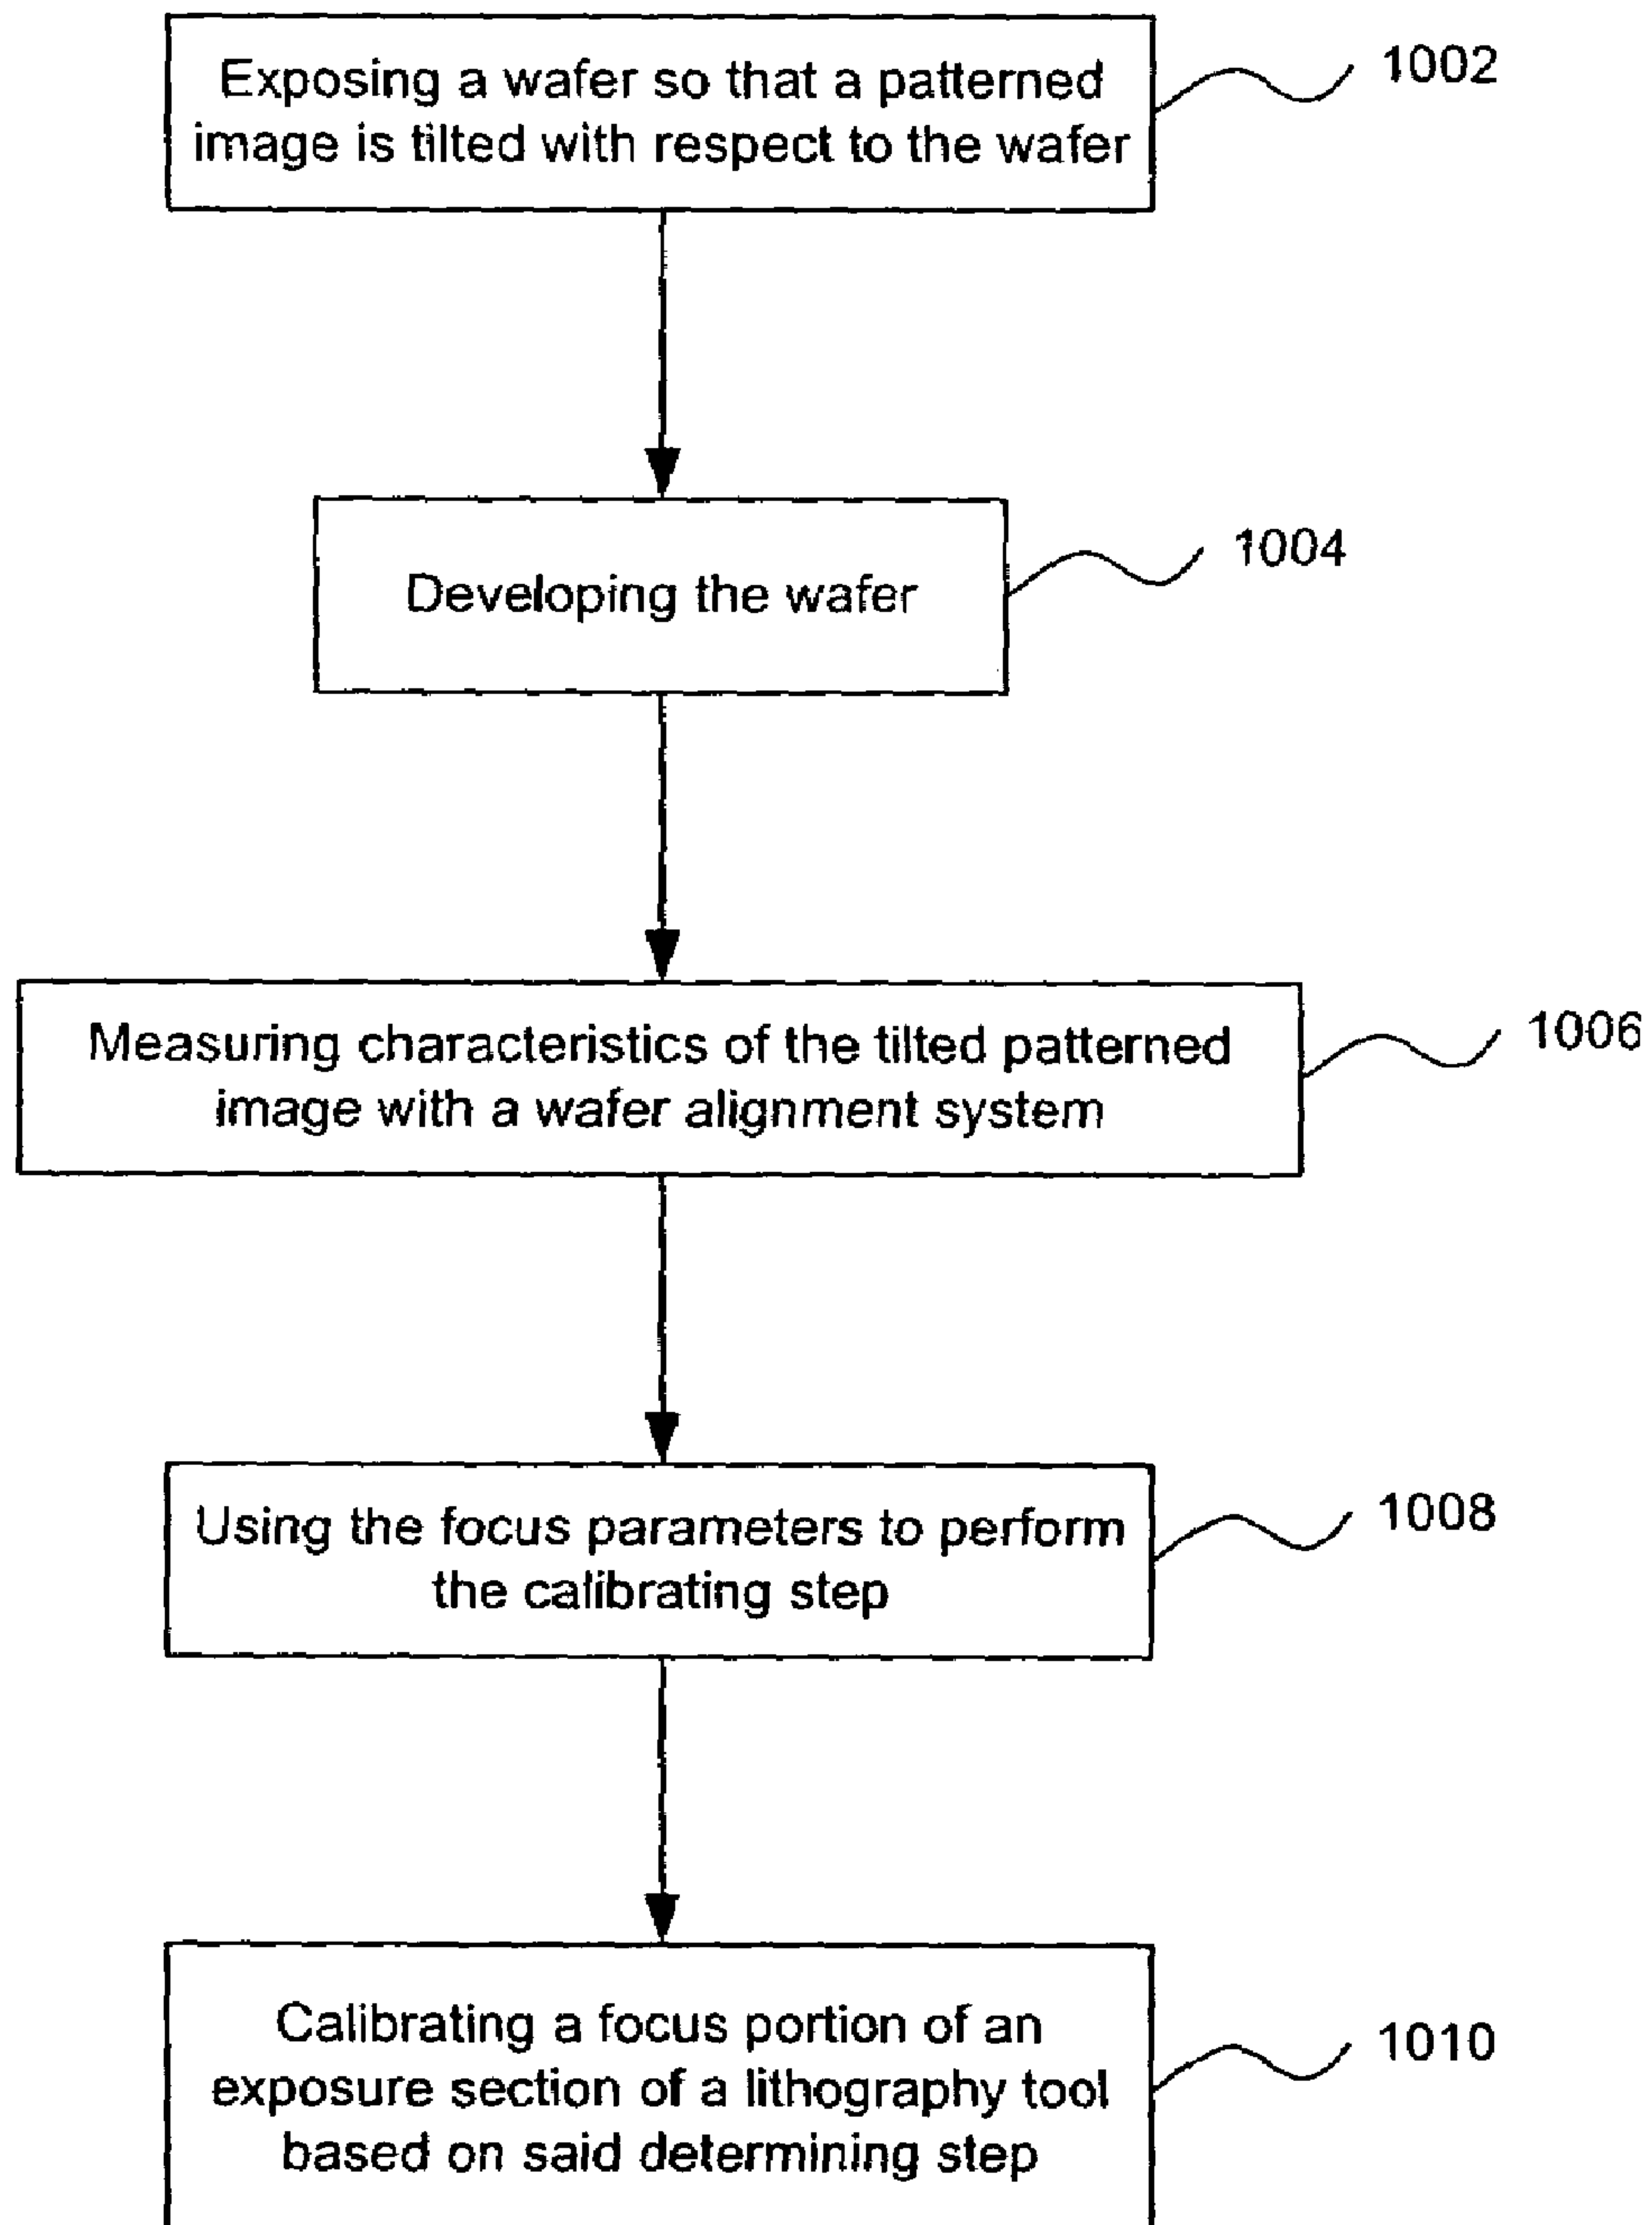 Exposing a wafer so that a patterned
image is tilted with respect to the wafer
1002
Developing the wafer
1004
Measuring characteristics of the tilted patterned
image with a wafer alignment system
1006
Using the focus parameters to perform
the calibrating step
1008
Calibrating a focus portion of an
exposure section of a lithography tool
based on said determining step
1010